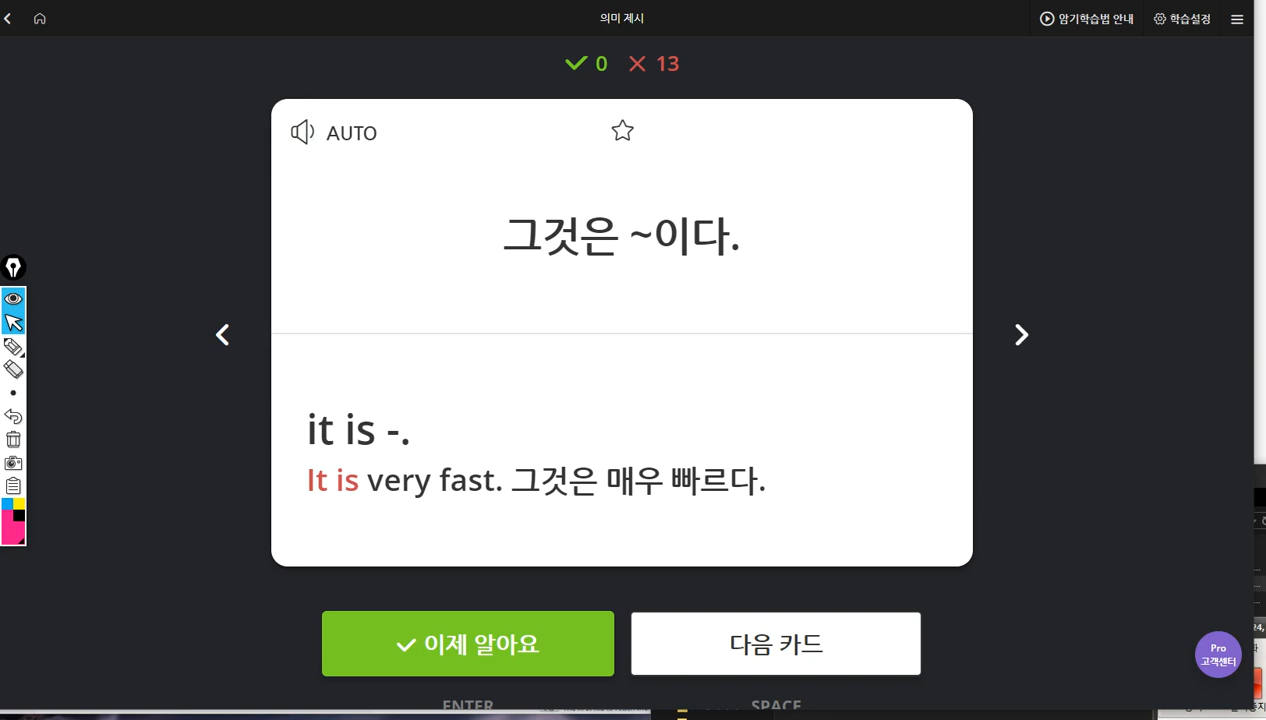 의미 제시
암기학습법 안내
학습설정
0 13
AUTO
그것은 ~이다.
it is -.
It is very fast. 그것은 매우 빠르다.
이제 알아요
다음 카드
ENTER
SPACE
Pro
고객센터